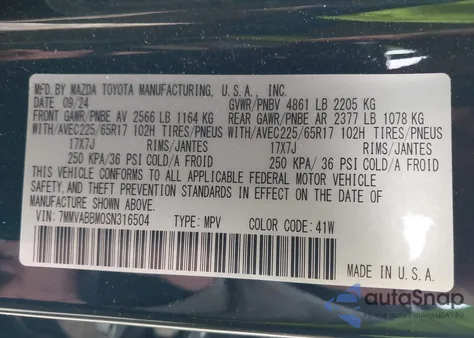 MFD. BY MAZDA TOYOTA MANUFACTURING, U.S.A., INC.
DATE 09/24 GVWR/PNBV 4861 LB 2205 KG
FRONT GAWR/PNBE AV 2566 LB 1164 KG REAR GAWR/PNBE AR 2377 LB 1078 KG
WITH/AVEC225/65R17 102H TIRES/PNEUS WITH/AVEC225/65R17 102H TIRES/PNEUS
17X7J RIMS/JANTES 17X7J RIMS/JANTES
250 KPA/36 PSI COLD/A FROID 250 KPA/36 PSI COLD/A FROID
THIS VEHICLE CONFORMS TO ALL APPLICABLE FEDERAL MOTOR VEHICLE
SAFETY, AND THEFT PREVENTION STANDARDS IN EFFECT ON THE DATE OF
MANUFACTURE SHOWN ABOVE.
VIN: 7MMVABBM0SN316504 TYPE: MPV COLOR CODE: 41W
MADE IN U.S.A.
autoSnap